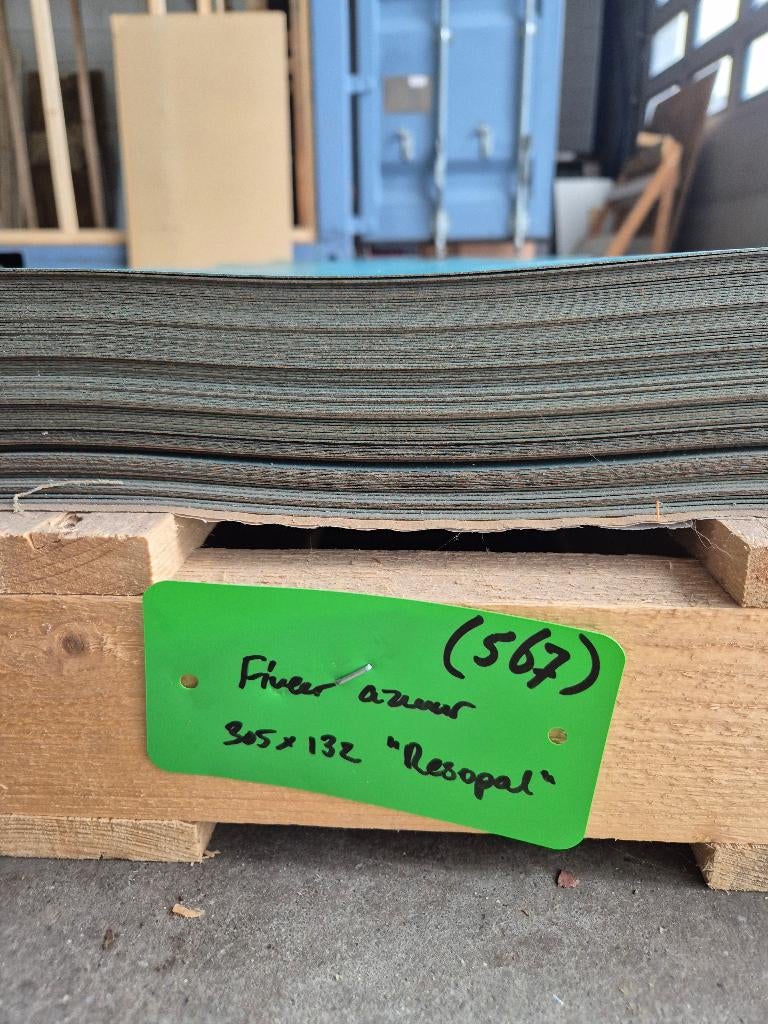 (567)
Fineer azuur
305 x 132 "Resopal"